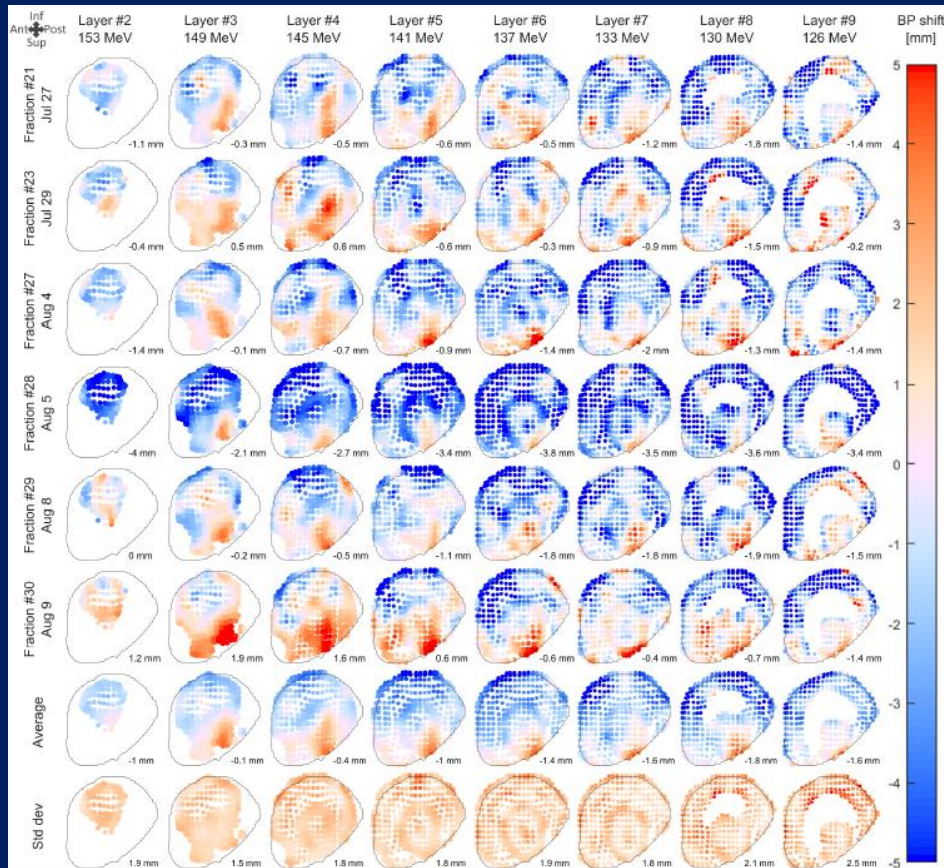 Inf
Ant Post
Sup
Layer #2 Layer #3 Layer #4 Layer #5 Layer #6 Layer #7 Layer #8 Layer #9 BP shift
153 MeV 149 MeV 145 MeV 141 MeV 137 MeV 133 MeV 130 MeV 126 MeV [mm]
Fraction #21
Jul 27
-1.1 mm -0.3 mm -0.5 mm -0.6 mm -0.5 mm -1.2 mm -1.8 mm -1.4 mm
Fraction #23
Jul 29
-0.4 mm 0.5 mm 0.6 mm -0.6 mm -0.3 mm -0.9 mm -1.5 mm -0.2 mm
Fraction #27
Aug 4
-1.4 mm -0.1 mm -0.7 mm -0.9 mm -1.4 mm -2 mm -1.3 mm -1.4 mm
Fraction #28
Aug 5
-4 mm -2.1 mm -2.7 mm -3.4 mm -3.8 mm -3.5 mm -3.6 mm -3.4 mm
Fraction #29
Aug 8
0 mm -0.2 mm -0.5 mm -1.1 mm -1.8 mm -1.8 mm -1.9 mm -1.5 mm
Fraction #30
Aug 9
1.2 mm 1.9 mm 1.6 mm 0.6 mm -0.6 mm -0.4 mm -0.7 mm -1.4 mm
Average
-1 mm -0.1 mm -0.4 mm -1 mm -1.4 mm -1.6 mm -1.8 mm -1.6 mm
Std dev
1.9 mm 1.5 mm 1.8 mm 1.8 mm 1.9 mm 1.8 mm 2.1 mm 2.5 mm
5
4
3
2
1
0
-1
-2
-3
-4
-5